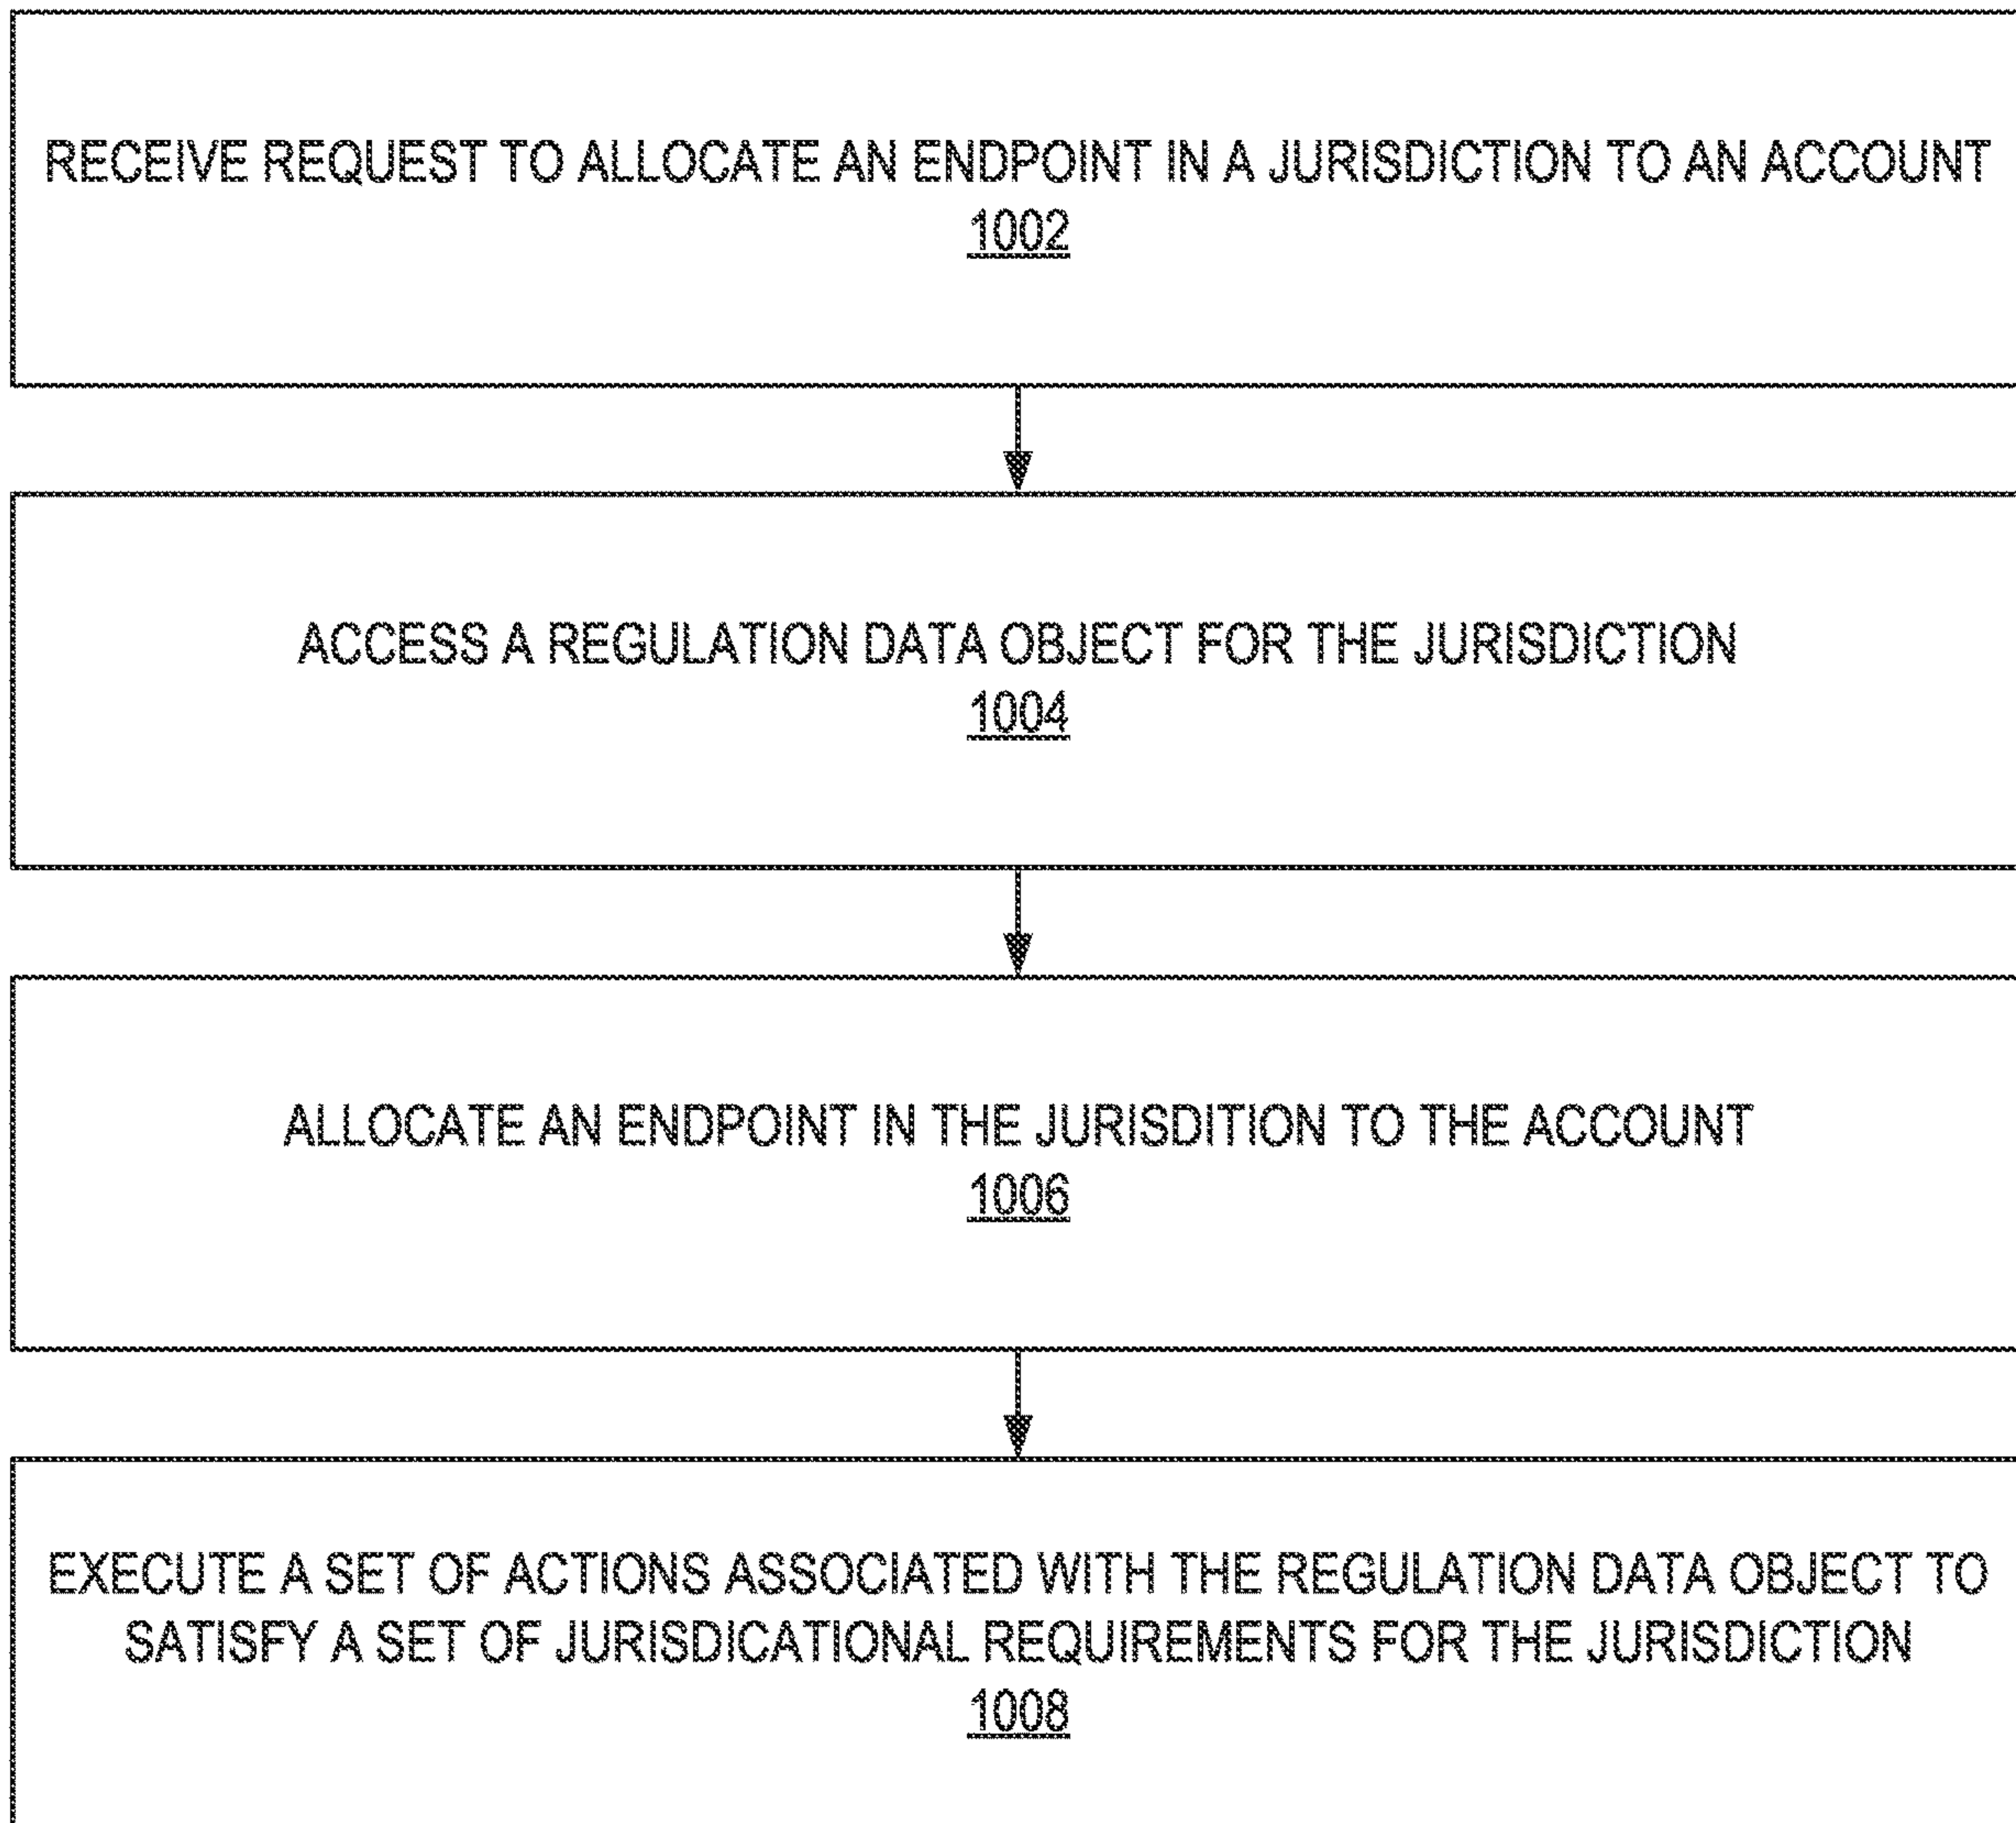 RECEIVE REQUEST TO ALLOCATE AN ENDPOINT IN A JURISDICTION TO AN ACCOUNT
1002
ACCESS A REGULATION DATA OBJECT FOR THE JURISDICTION
1004
ALLOCATE AN ENDPOINT IN THE JURISDITION TO THE ACCOUNT
1006
EXECUTE A SET OF ACTIONS ASSOCIATED WITH THE REGULATION DATA OBJECT TO
SATISFY A SET OF JURISDICATIONAL REQUIREMENTS FOR THE JURISDICTION
1008